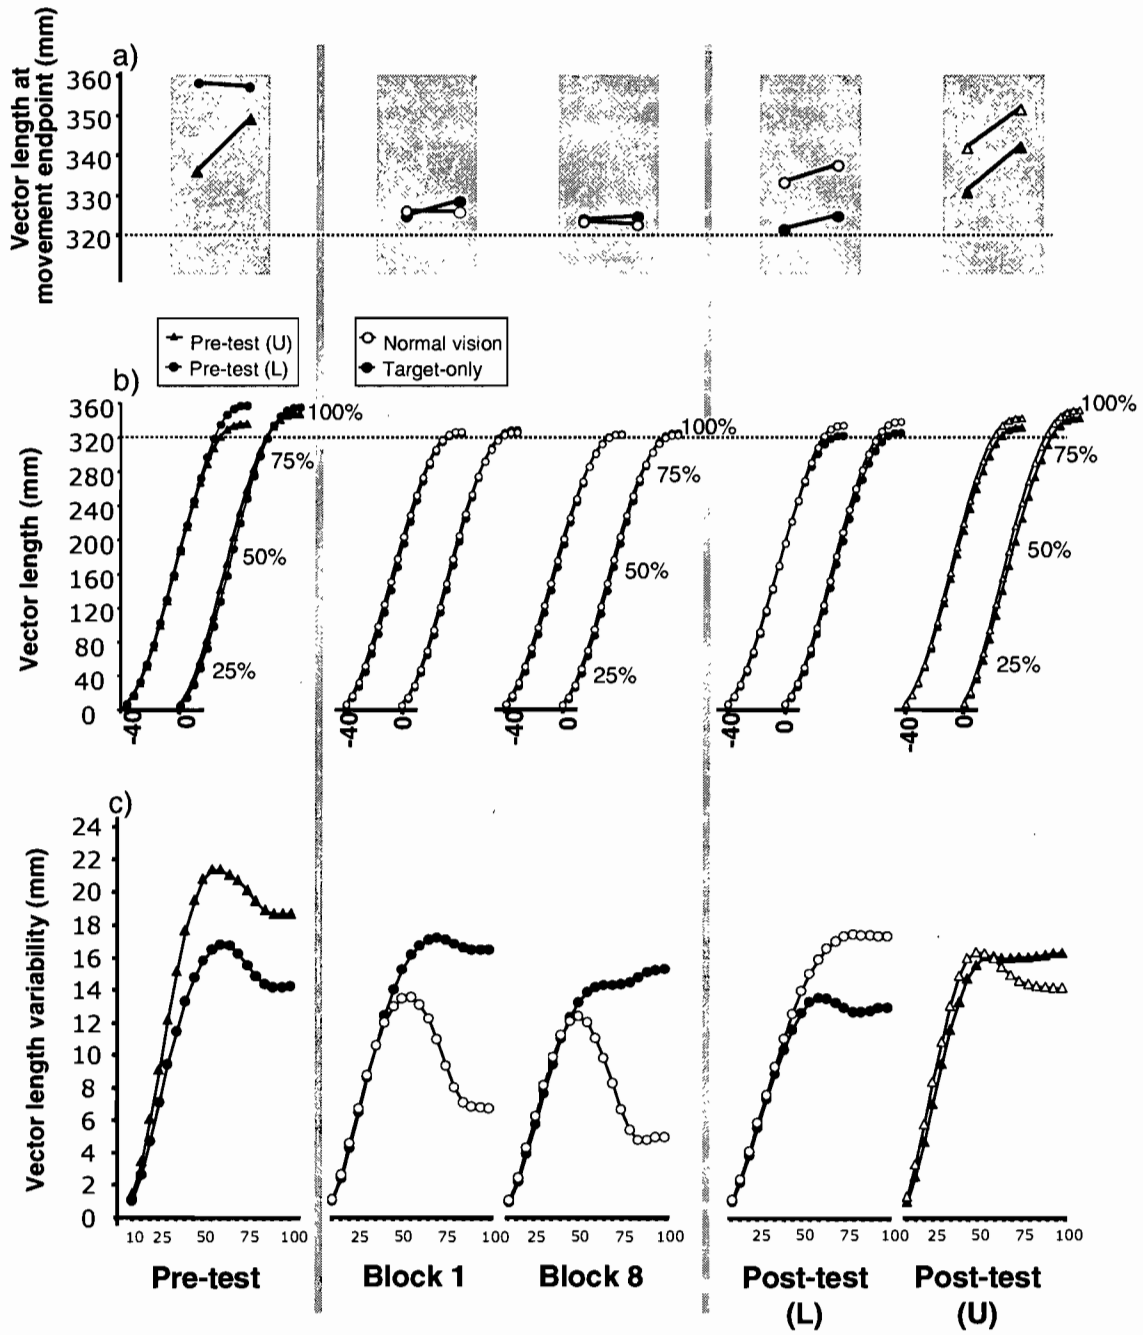 a)
Vector length at
movement endpoint (mm)
360
350
340
330
320
Pre-test (U)
Pre-test (L)
Normal vision
Target-only
b)
Vector length (mm)
360
320
280
240
200
160
120
80
40
0
100%
75%
50%
25%
100%
75%
50%
25%
100%
75%
50%
25%
-40 0 -40 0 -40 0 -40 0 -40 0
c)
Vector length variability (mm)
24
22
20
18
16
14
12
10
8
6
4
2
0
10 25 50 75 100 25 50 75 100 25 50 75 100 25 50 75 100 25 50 75 100
Pre-test Block 1 Block 8 Post-test Post-test
(L) (U)